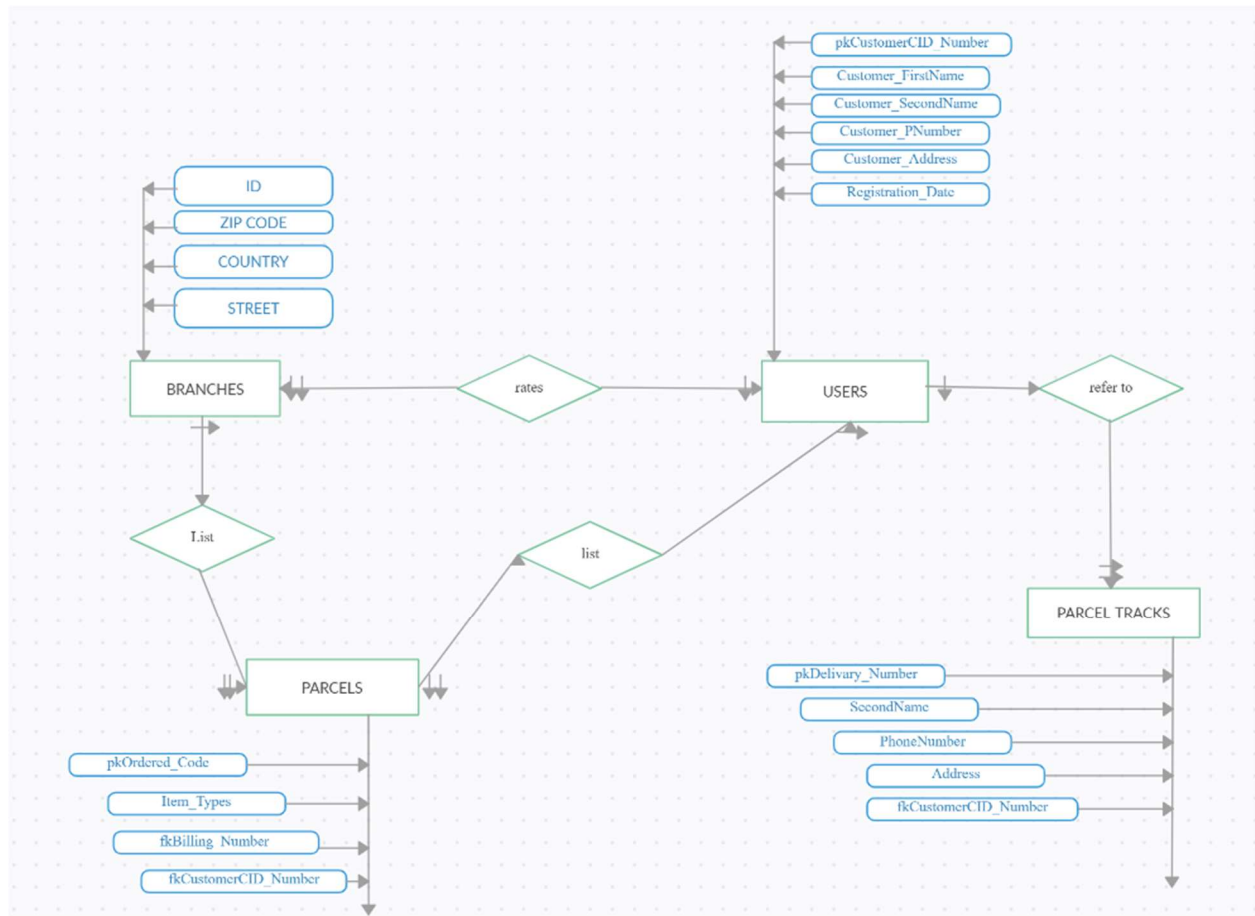 pkCustomerCID_Number
Customer_FirstName
Customer_SecondName
Customer_PNumber
Customer_Address
Registration_Date
ID
ZIP CODE
COUNTRY
STREET
BRANCHES
rates
USERS
refer to
List
list
PARCELS
PARCEL TRACKS
pkOrdered_Code
Item_Types
fkBilling_Number
fkCustomerCID_Number
pkDelivary_Number
SecondName
PhoneNumber
Address
fkCustomerCID_Number